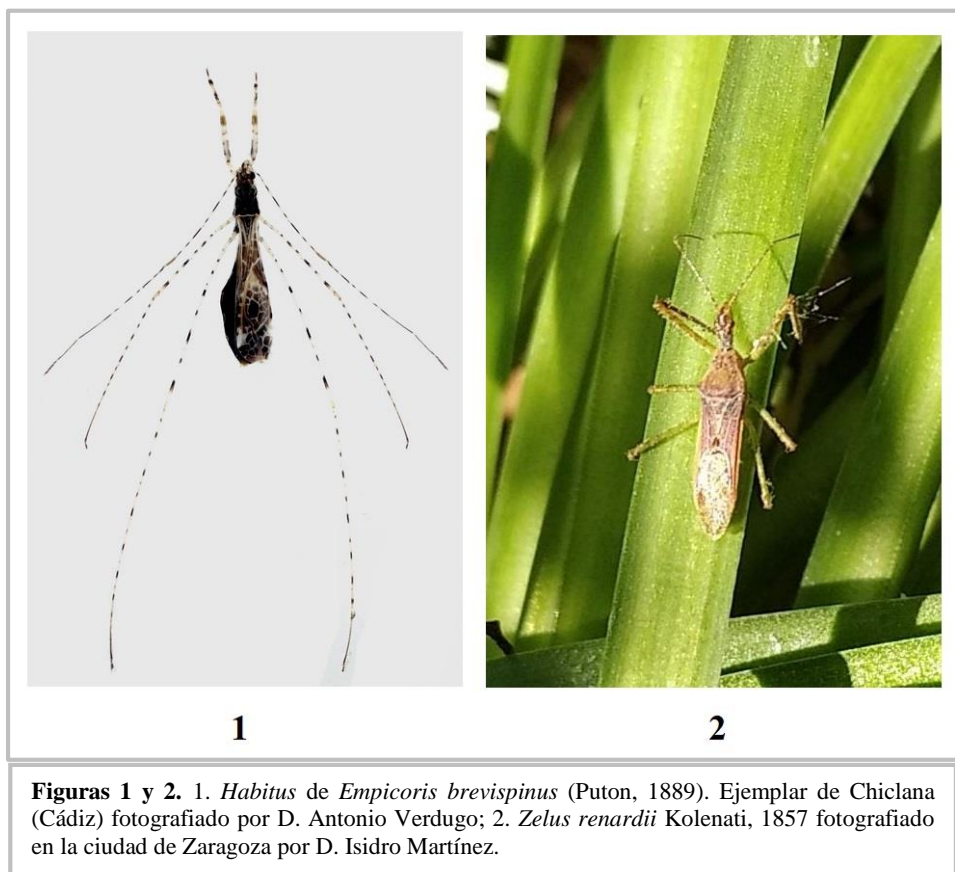 1
2
Figuras 1 y 2. 1. Habitus de Empicoris brevispinus (Puton, 1889). Ejemplar de Chiclana
(Cádiz) fotografiado por D. Antonio Verdugo; 2. Zelus renardii Kolenati, 1857 fotografiado
en la ciudad de Zaragoza por D. Isidro Martínez.